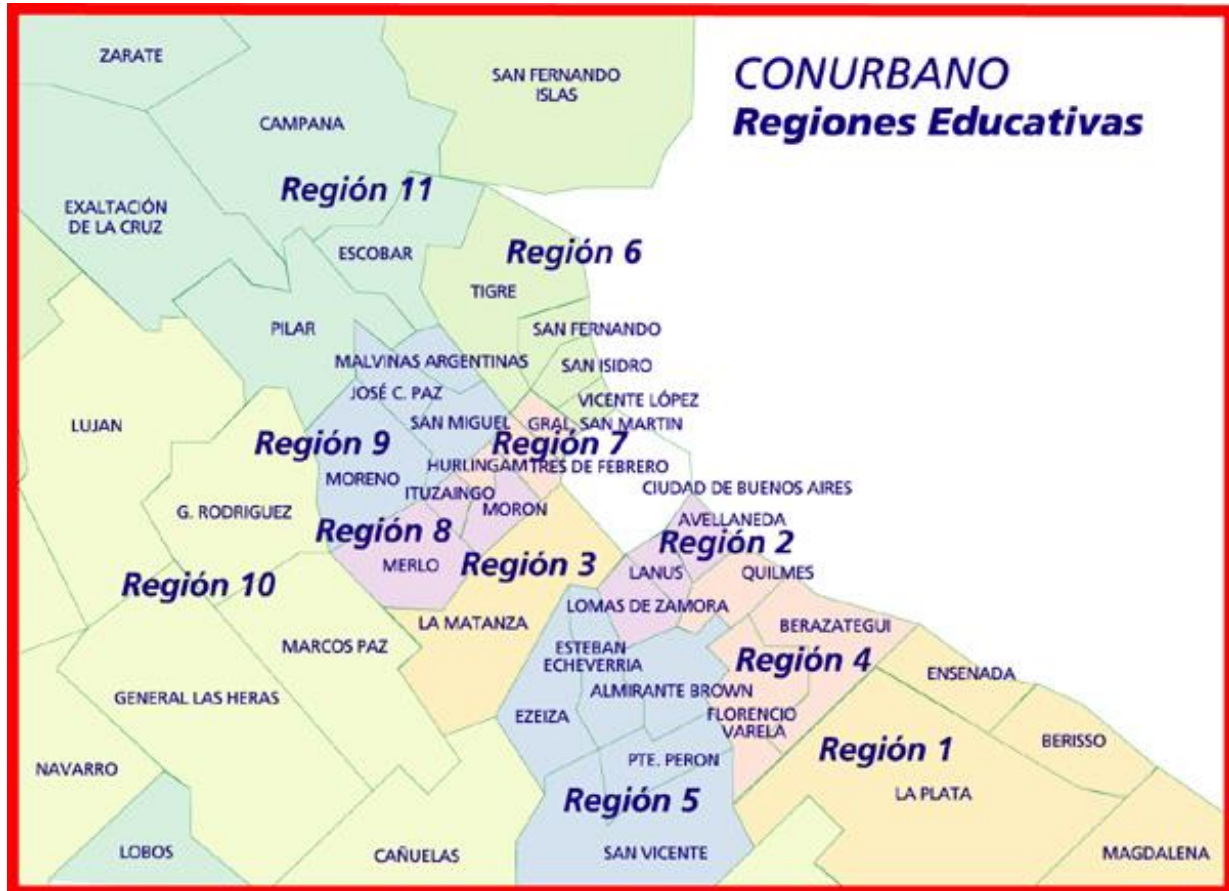 CONURBANO
Regiones Educativas
ZARATE
SAN FERNANDO
ISLAS
CAMPANA
Región 11
EXALTACIÓN
DE LA CRUZ
ESCOBAR
Región 6
TIGRE
PILAR
SAN FERNANDO
MALVINAS ARGENTINAS
SAN ISIDRO
JOSÉ C. PAZ
VICENTE LÓPEZ
LUJAN
SAN MIGUEL
GRAL. SAN MARTIN
Región 9
Región 7
HURLINGAM
TRES DE FEBRERO
MORENO
ITUZAINGO
CIUDAD DE BUENOS AIRES
G. RODRIGUEZ
MORON
AVELLANEDA
Región 8
Región 2
MERLO
Región 3
LANUS
QUILMES
Región 10
LOMAS DE ZAMORA
LA MATANZA
BERAZATEGUI
MARCOS PAZ
ESTEBAN
ECHEVERRIA
Región 4
ENSENADA
GENERAL LAS HERAS
ALMIRANTE BROWN
EZEIZA
FLORENCIO
VARELA
BERISSO
Región 1
NAVARRO
PTE. PERON
LA PLATA
Región 5
LOBOS
CAÑUELAS
SAN VICENTE
MAGDALENA